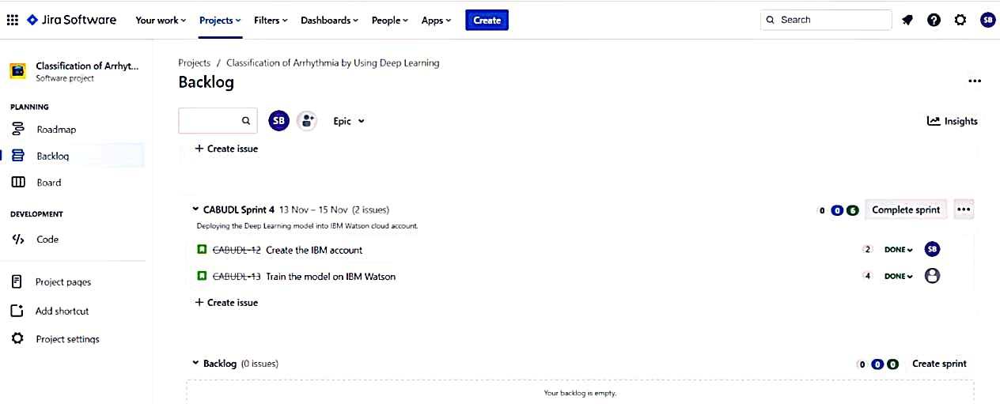 Jira Software Your work Projects Filters Dashboards People Apps Create Search SB
Classification of Arrhyt...
Software project
PLANNING
Roadmap
Backlog
Board
DEVELOPMENT
Code
Project pages
Add shortcut
Project settings
Projects / Classification of Arrhythmia by Using Deep Learning
Backlog
SB Epic Insights
+ Create issue
CABUDL Sprint 4 13 Nov – 15 Nov (2 issues) 0 0 6 Complete sprint
Deploying the Deep Learning model into IBM Watson cloud account.
CABUDL-12 Create the IBM account 2 DONE SB
CABUDL-13 Train the model on IBM Watson 4 DONE
+ Create issue
Backlog (0 issues) 0 0 0 Create sprint
Your backlog is empty.